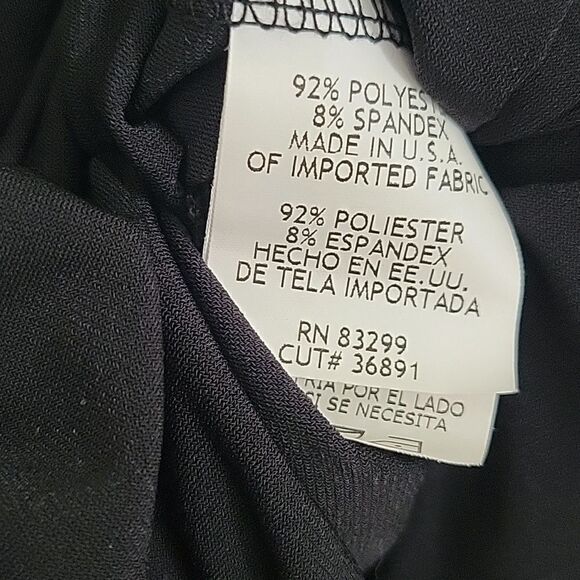 92% POLYEST
8% SPANDEX
MADE IN U.S.A.
OF IMPORTED FABRIC
92% POLIESTER
8% ESPANDEX
HECHO EN EE.UU.
DE TELA IMPORTADA
RN 83299
CUT# 36891
POR EL LADO
SI SE NECESITA